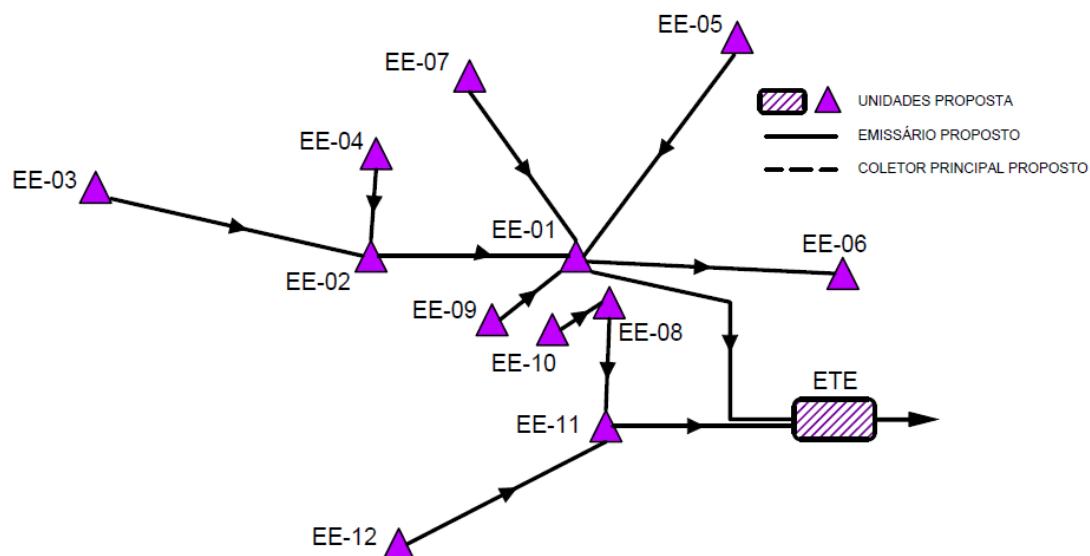 EE-05
EE-07
UNIDADES PROPOSTA
EMISSÁRIO PROPOSTO
COLETOR PRINCIPAL PROPOSTO
EE-04
EE-03
EE-01
EE-06
EE-02
EE-09
EE-08
EE-10
ETE
EE-11
EE-12